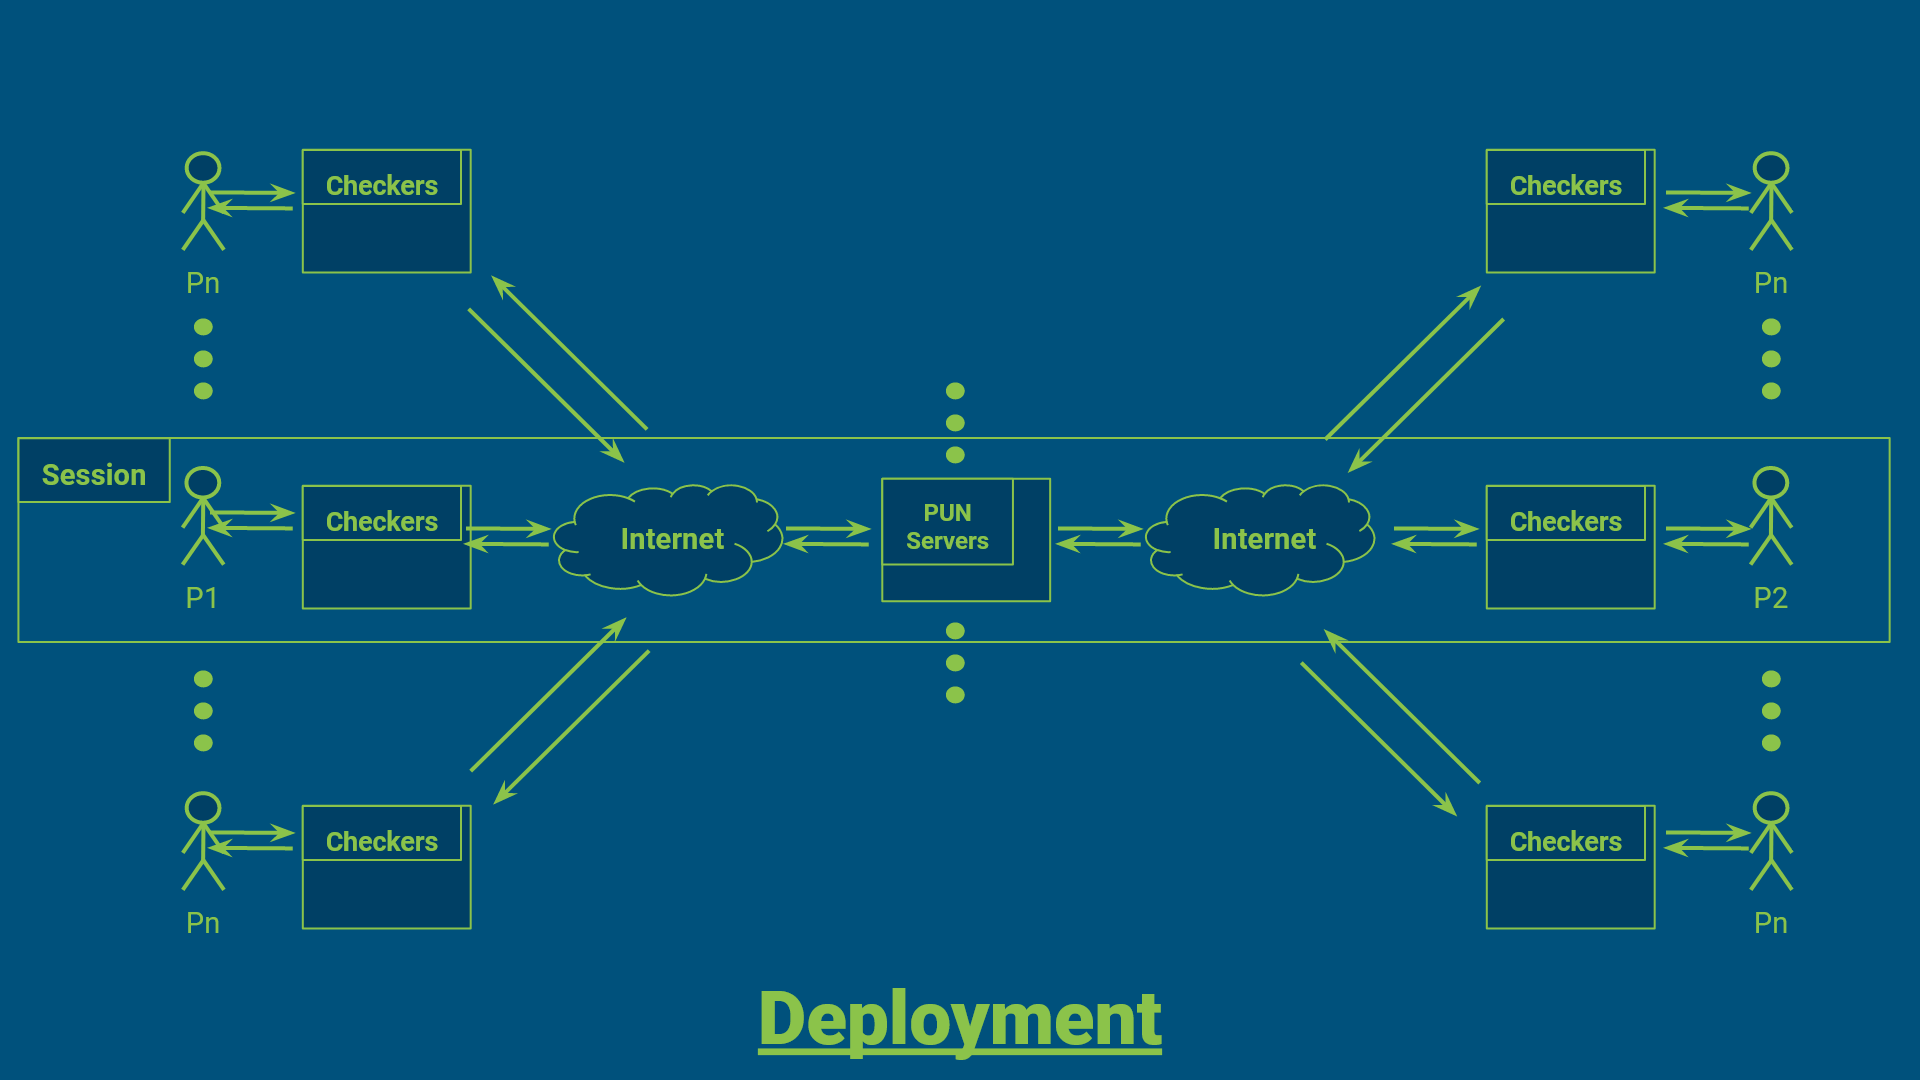 Checkers
Checkers
Pn
Pn
Session
Checkers
Internet
PUN
Servers
Internet
Checkers
P1
P2
Checkers
Checkers
Pn
Pn
Deployment